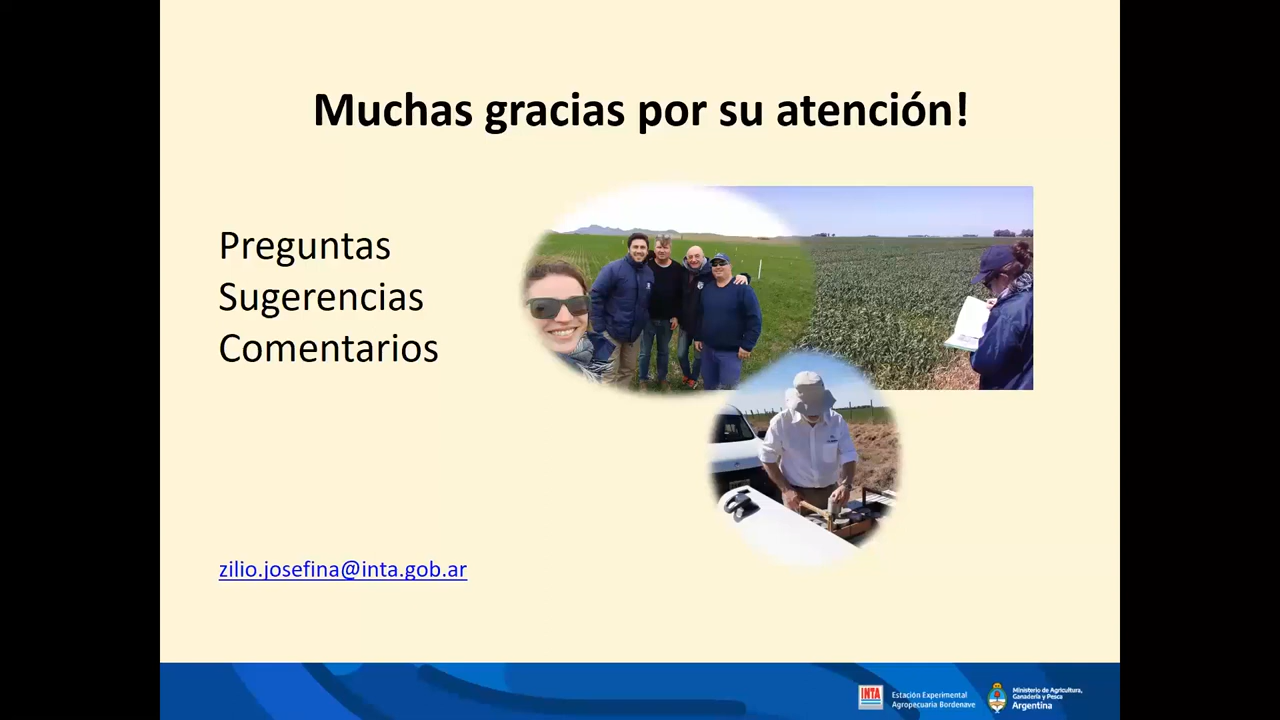 Muchas gracias por su atención!
Preguntas
Sugerencias
Comentarios
zilio.josefina@inta.gob.ar
INTA
Estación Experimental
Agropecuaria Bordenave
Ministerio de Agricultura,
Ganadería y Pesca
Argentina